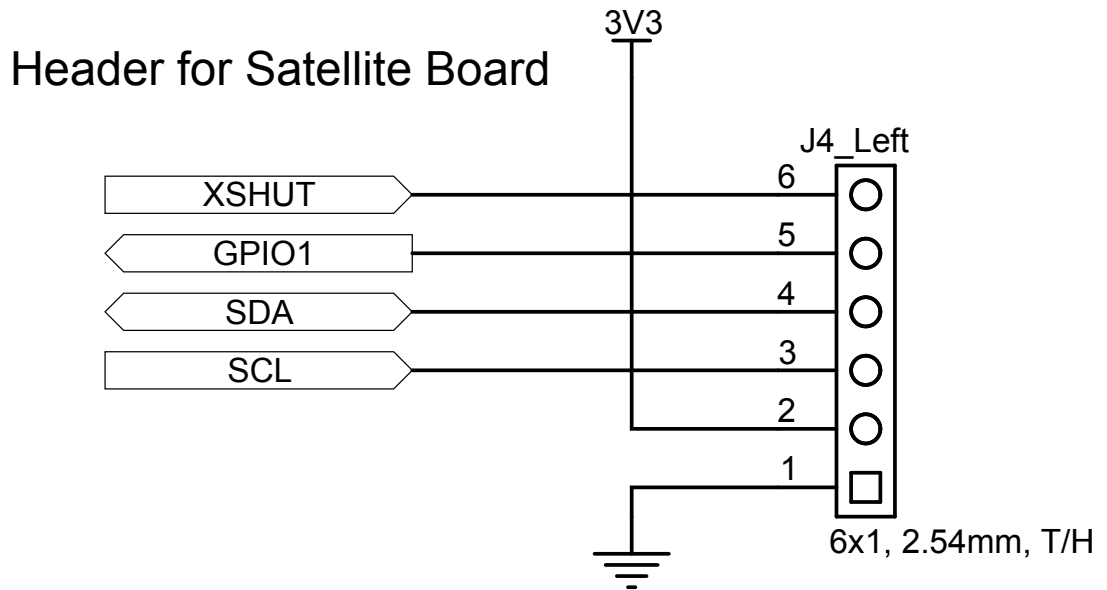 3V3
Header for Satellite Board
J4_Left
XSHUT 6
GPIO1 5
SDA 4
SCL 3
2
1
6x1, 2.54mm, T/H